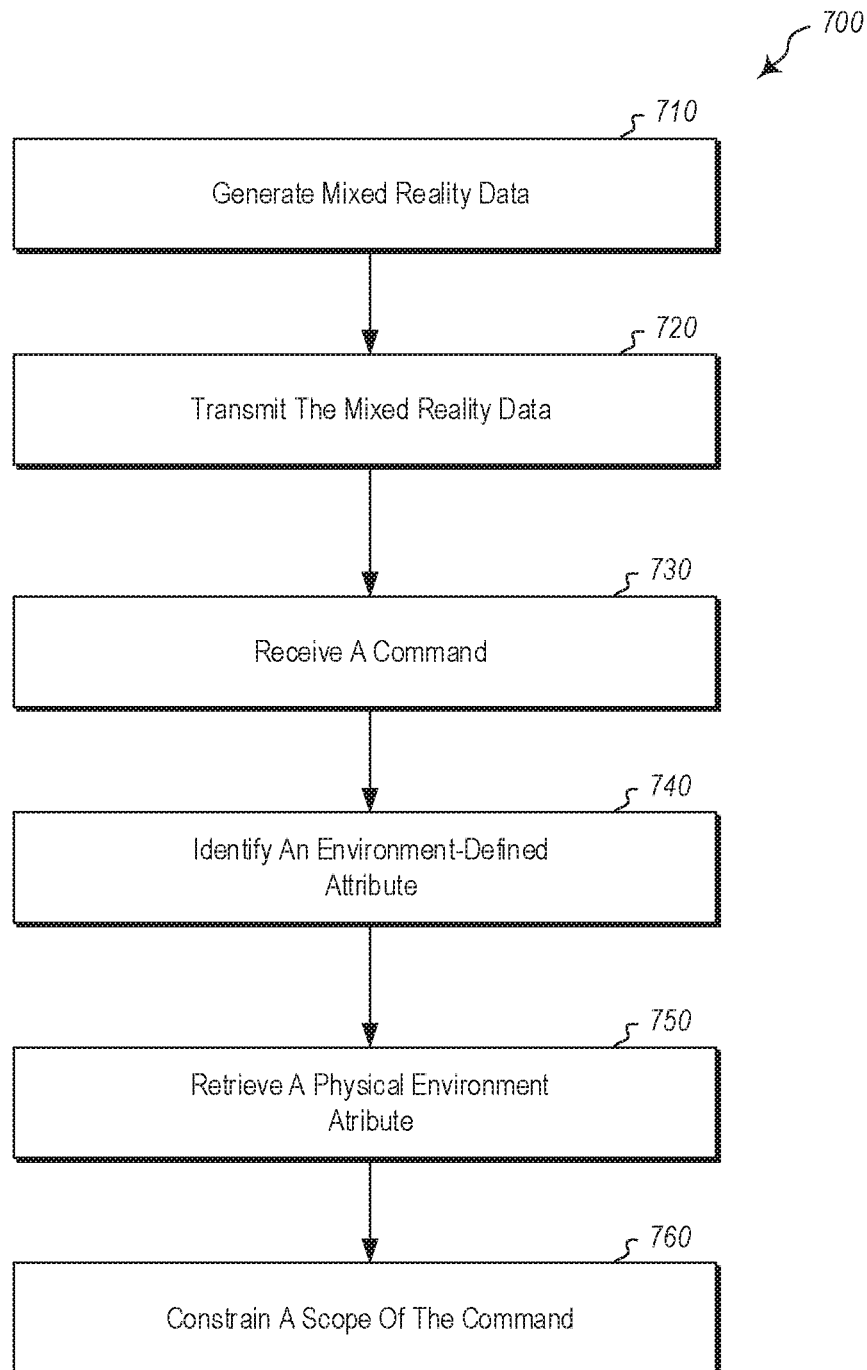 700
710
Generate Mixed Reality Data
720
Transmit The Mixed Reality Data
730
Receive A Command
740
Identify An Environment-Defined
Attribute
750
Retrieve A Physical Environment
Atribute
760
Constrain A Scope Of The Command